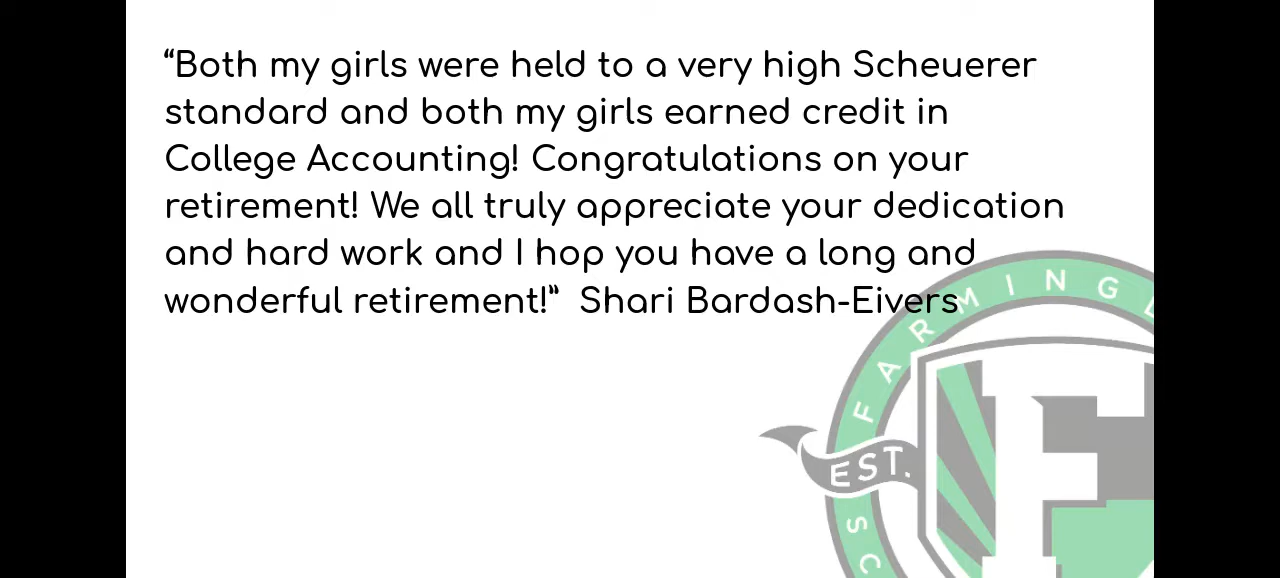 “Both my girls were held to a very high Scheuerer
standard and both my girls earned credit in
College Accounting! Congratulations on your
retirement! We all truly appreciate your dedication
and hard work and I hop you have a long and
wonderful retirement!”  Shari Bardash-Eivers
FARMINGD
EST.
F
SC